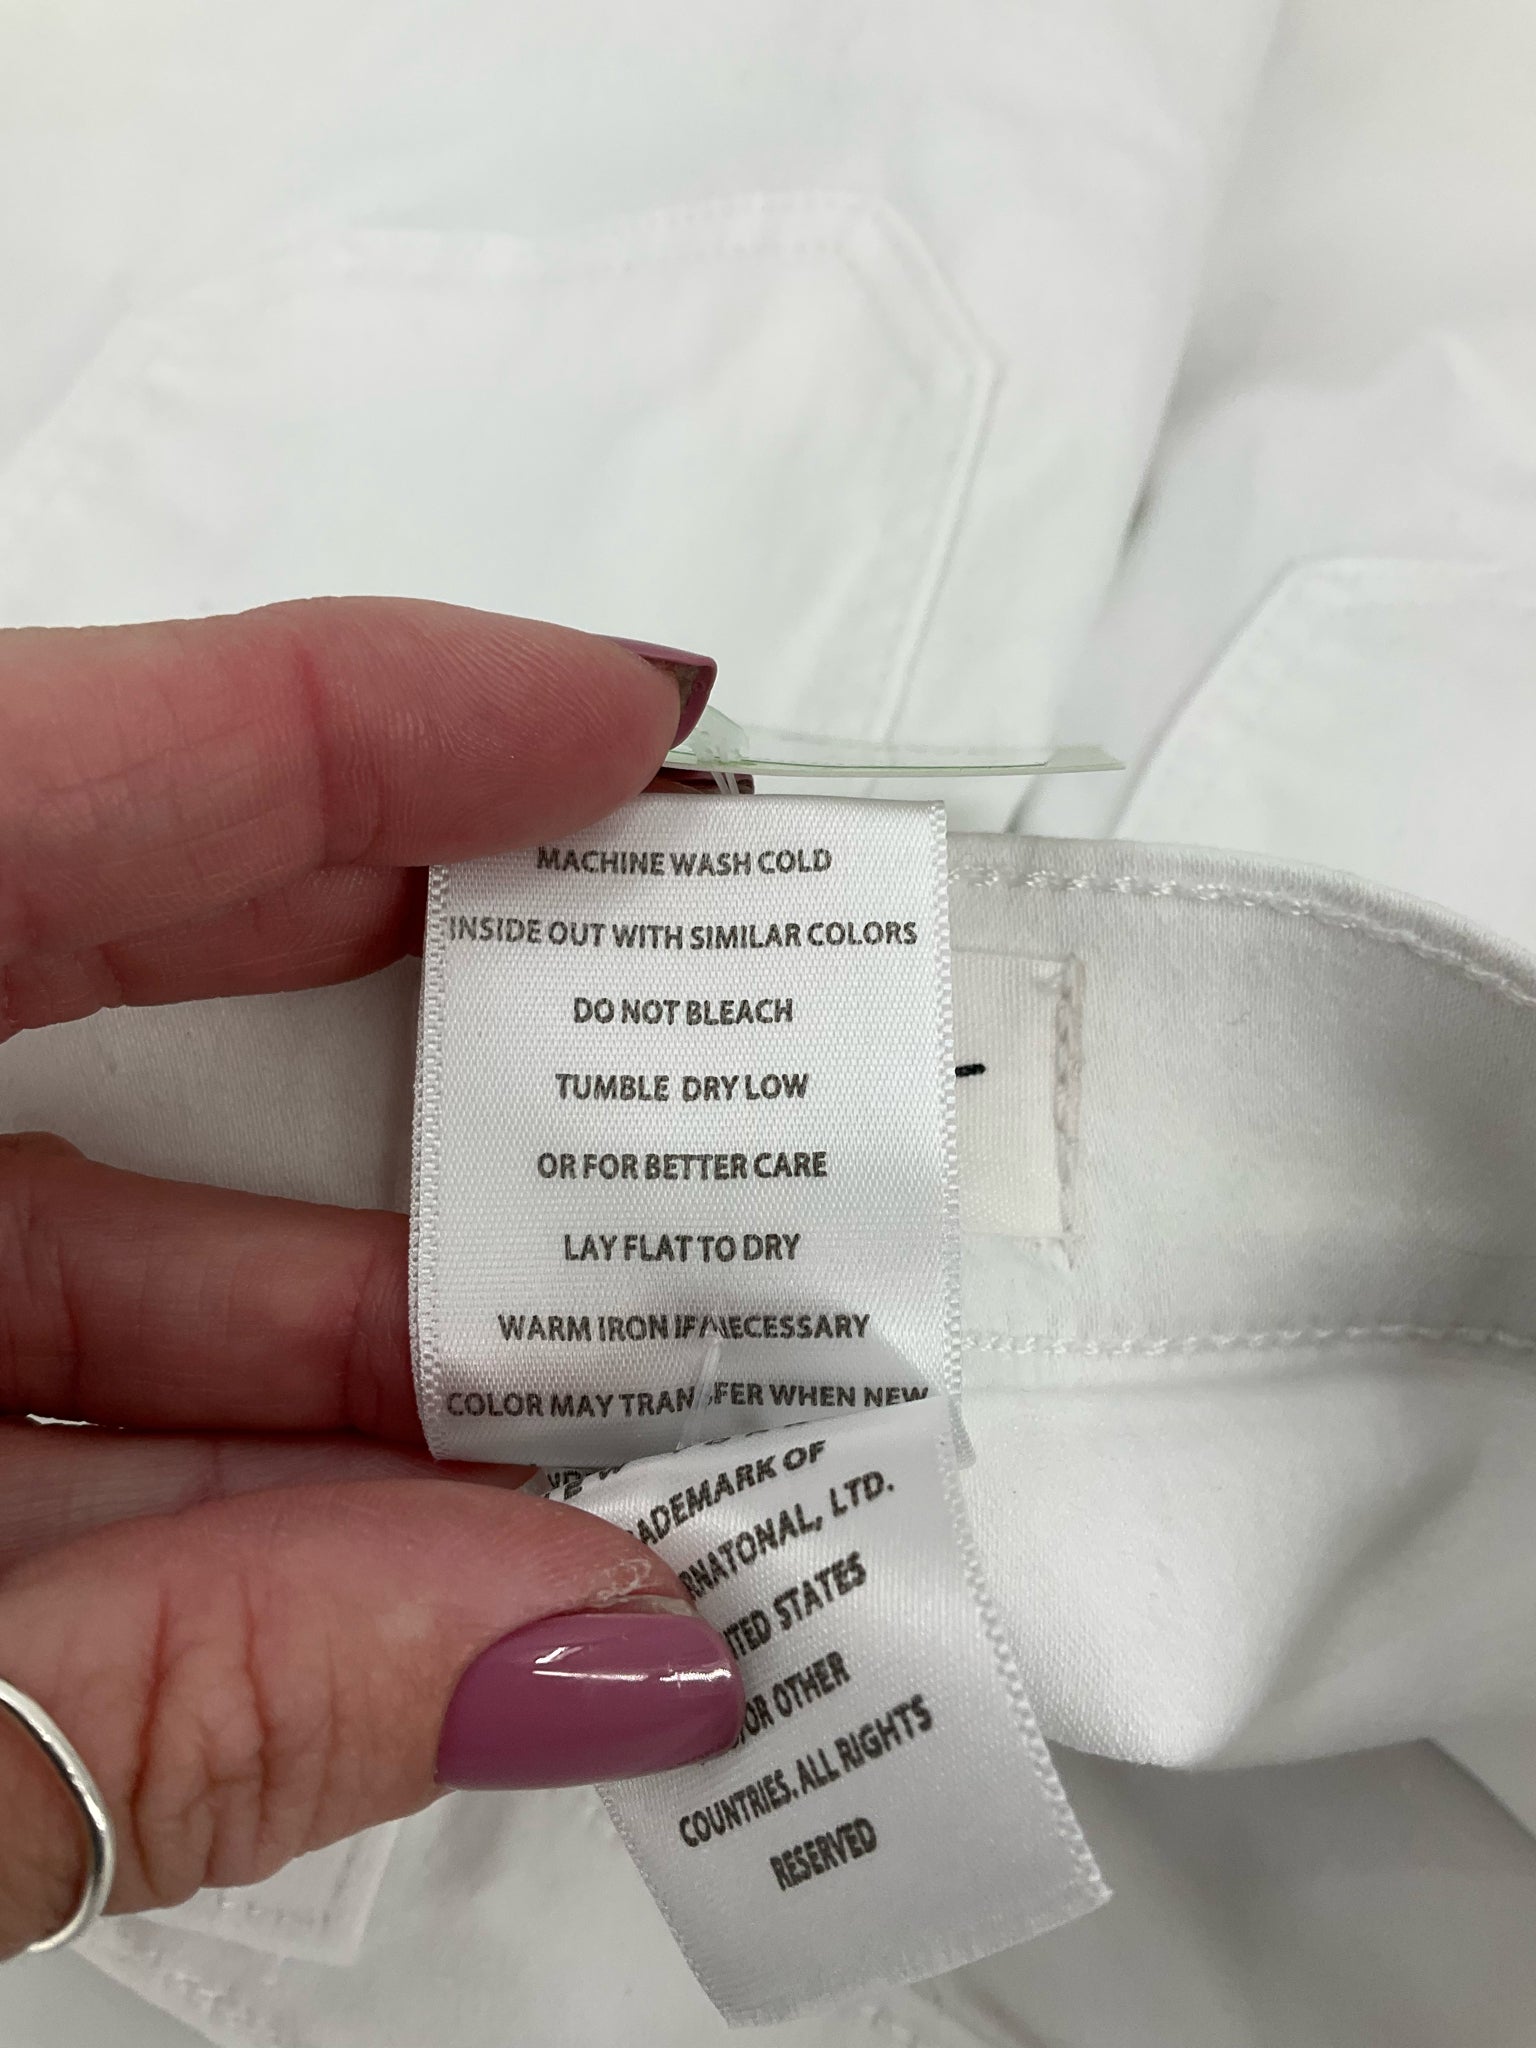 MACHINE WASH COLD
INSIDE OUT WITH SIMILAR COLORS
DO NOT BLEACH
TUMBLE DRY LOW
OR FOR BETTER CARE
LAY FLAT TO DRY
WARM IRON IF NECESSARY
COLOR MAY TRANSFER WHEN NEW
ADEMARK OF
RNATONAL, LTD.
TED STATES
OR OTHER
COUNTRIES. ALL RIGHTS
RESERVED